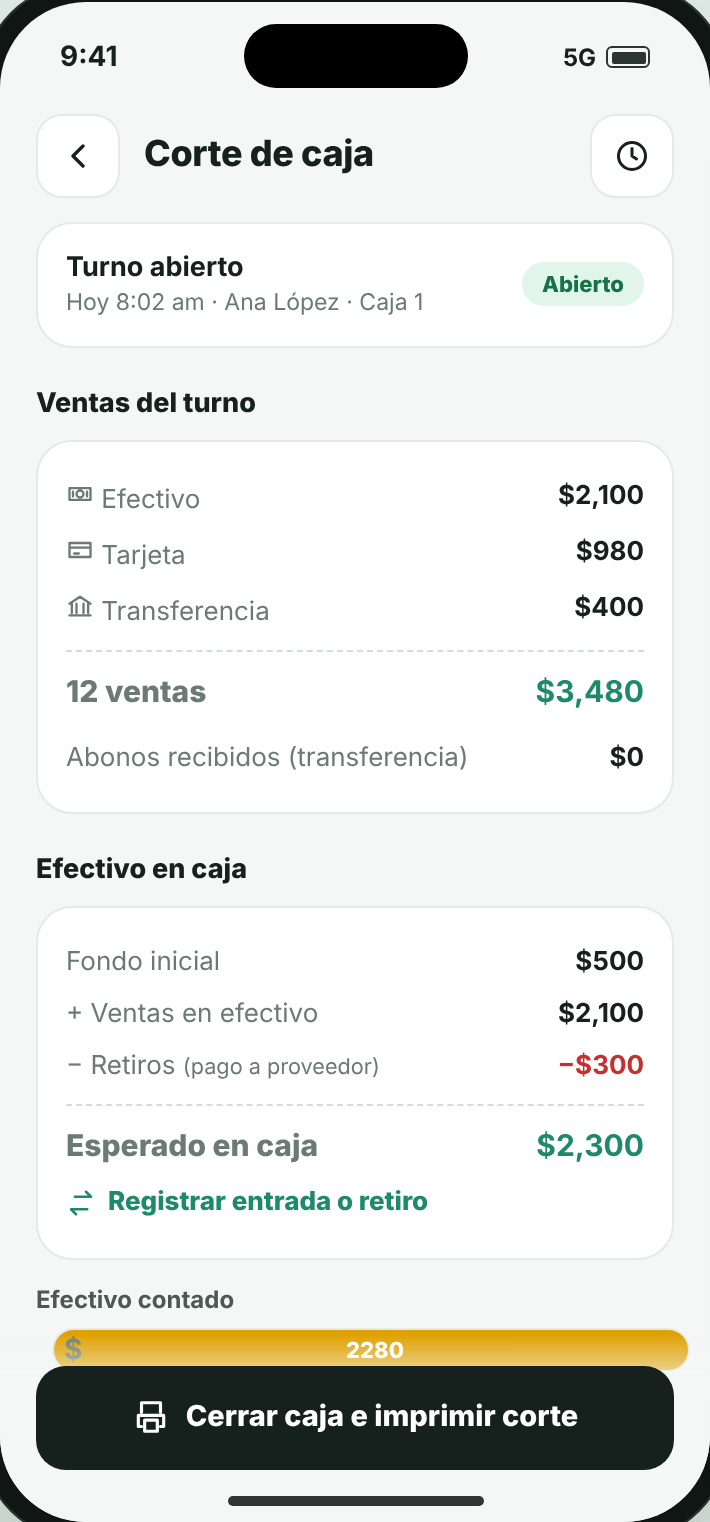 9:41
5G
Corte de caja
Turno abierto
Hoy 8:02 am · Ana López · Caja 1
Abierto
Ventas del turno
Efectivo $2,100
Tarjeta $980
Transferencia $400
12 ventas $3,480
Abonos recibidos (transferencia) $0
Efectivo en caja
Fondo inicial $500
+ Ventas en efectivo $2,100
− Retiros (pago a proveedor) −$300
Esperado en caja $2,300
Registrar entrada o retiro
Efectivo contado
$ 2280
Cerrar caja e imprimir corte